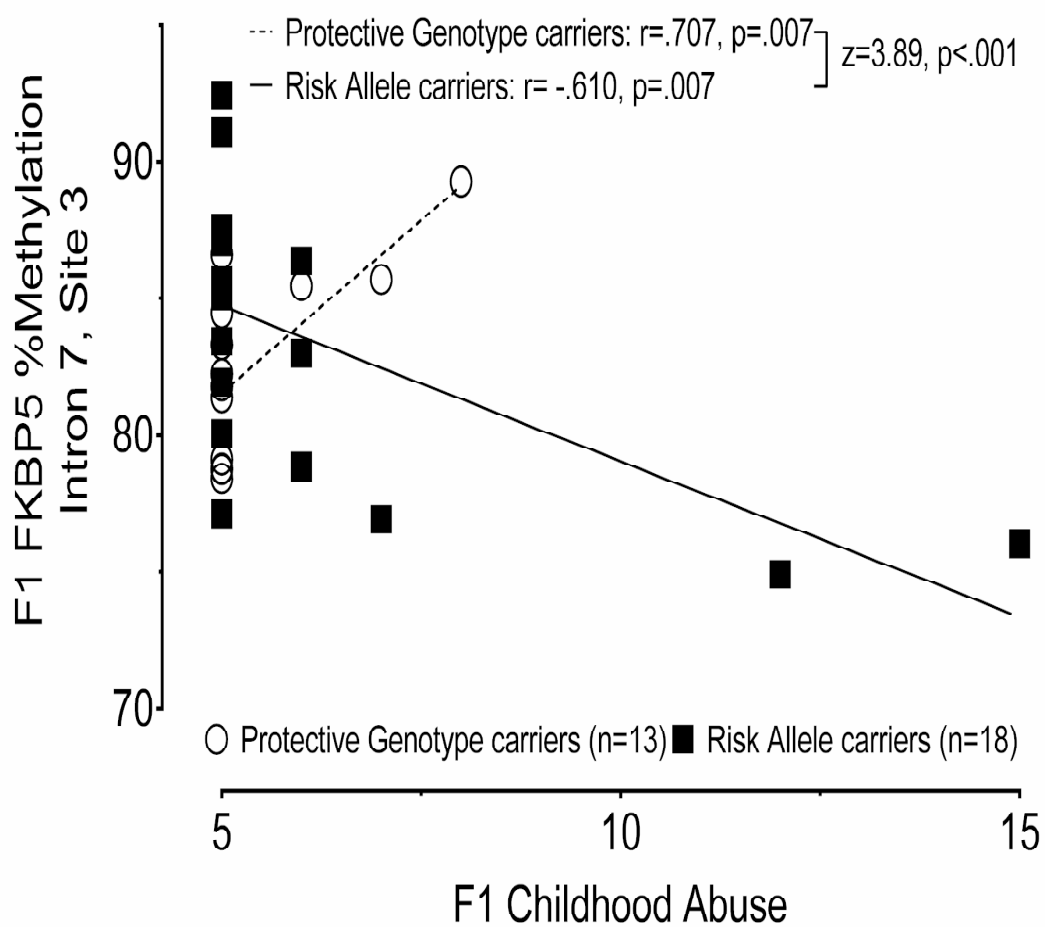 Protective Genotype carriers: r=.707, p=.007
z=3.89, p<.001
Risk Allele carriers: r= -.610, p=.007
F1 FKBP5 %Methylation
Intron 7, Site 3
90
80
70
Protective Genotype carriers (n=13) Risk Allele carriers (n=18)
5 10 15
F1 Childhood Abuse